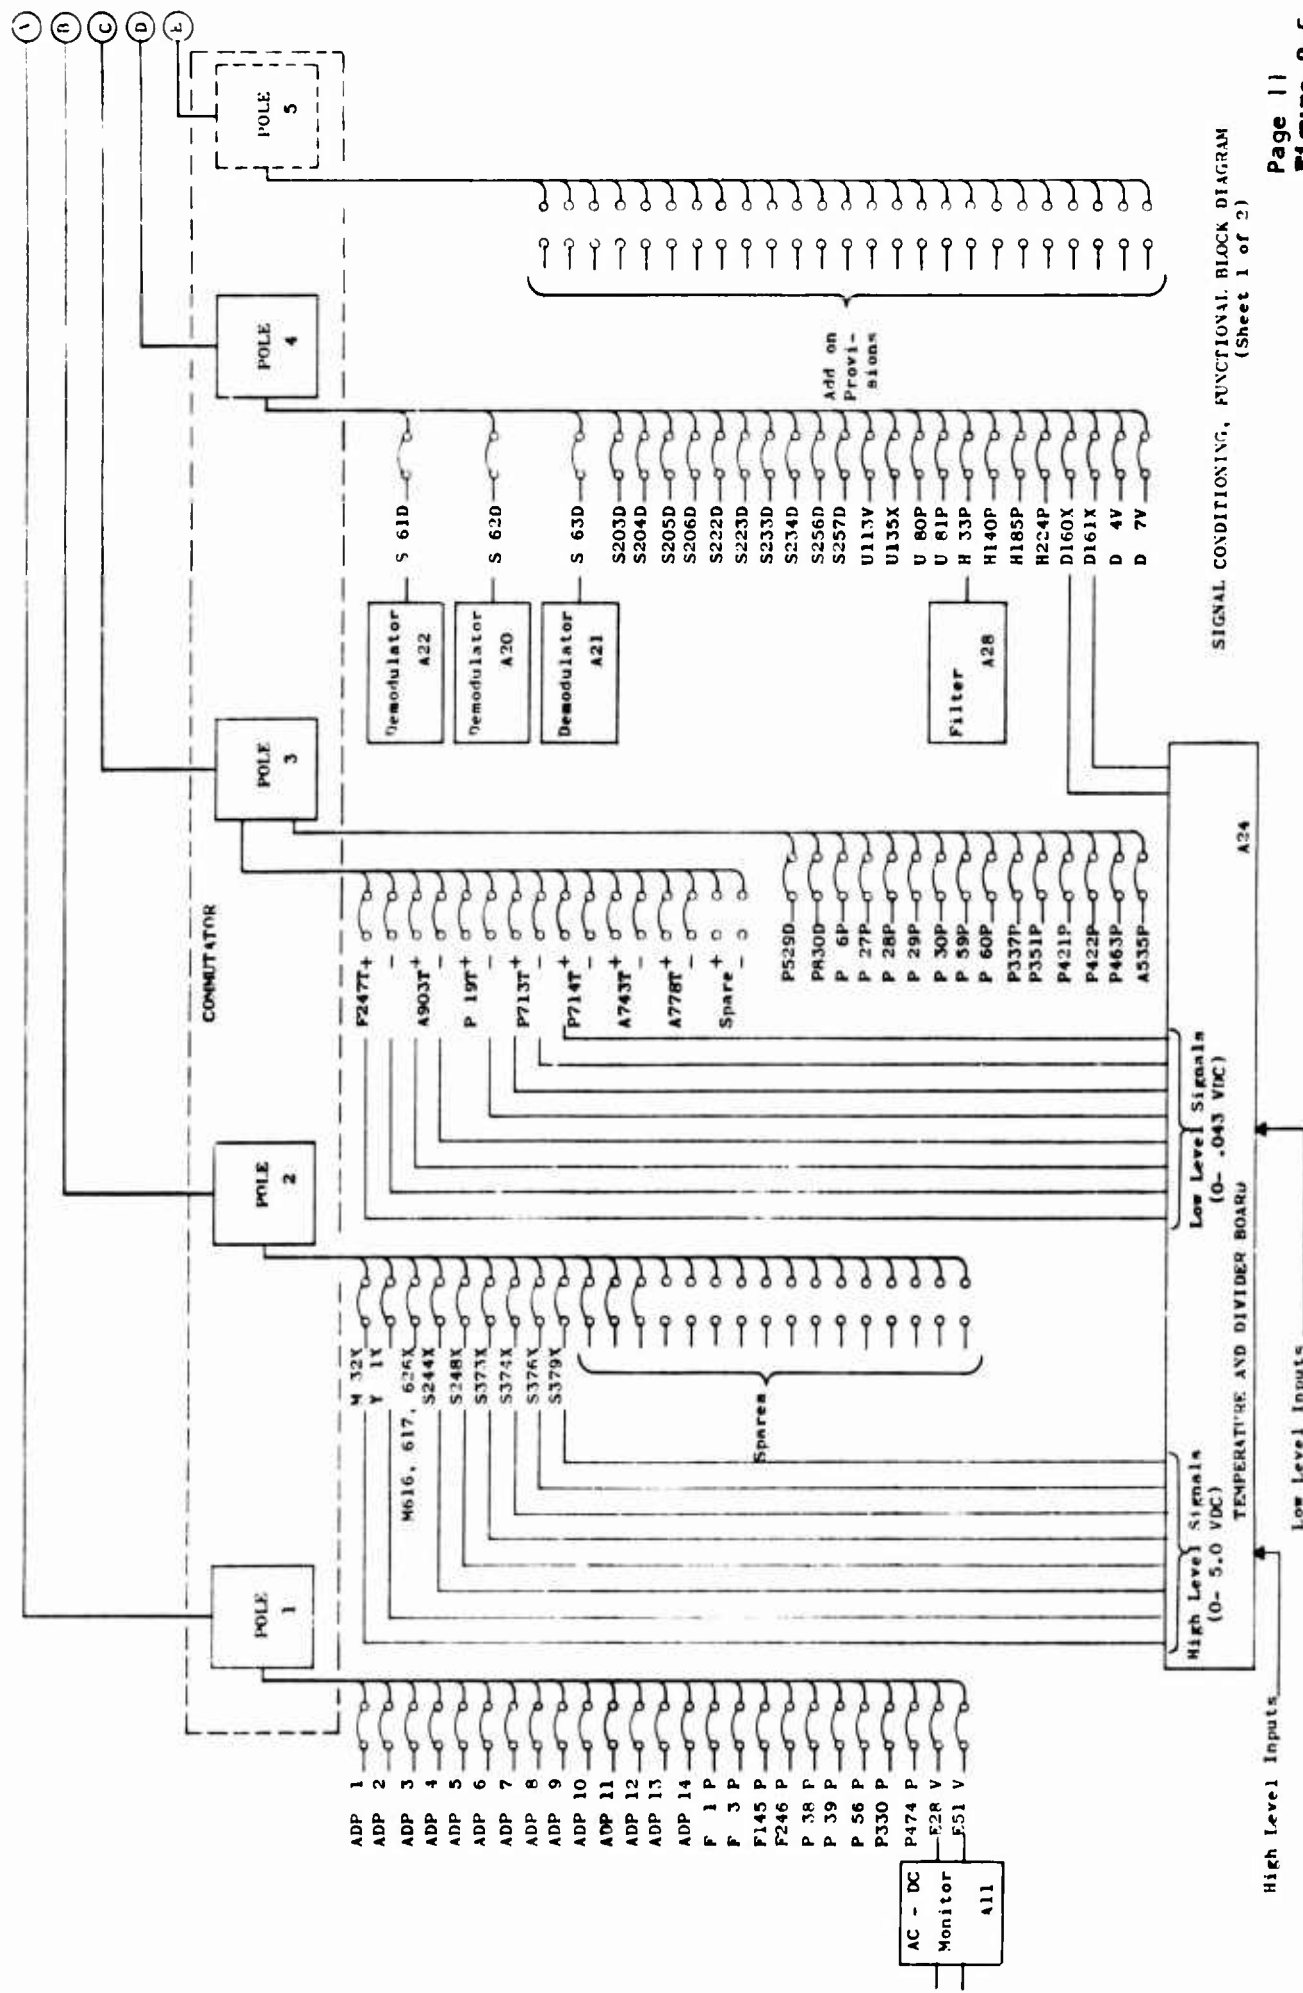 A
B
C
D
E
COMMUTATOR
POLE
1
POLE
2
POLE
3
POLE
4
POLE
5
ADP 1
ADP 2
ADP 3
ADP 4
ADP 5
ADP 6
ADP 7
ADP 8
ADP 9
ADP 10
ADP 11
ADP 12
ADP 13
ADP 14
F 1 P
F 3 P
F145 P
F246 P
P 38 P
P 39 P
P 56 P
P330 P
P474 P
E28 V
E51 V
AC - DC
Monitor
A11
M 32X
Y 1X
M616, 617, 626X
S244X
S248X
S373X
S374X
S376X
S379X
Spares
High Level Signals
(0- 5.0 VDC)
F247T+
-
A903T+
-
P 19T+
-
P713T+
-
P714T+
-
A743T+
-
A778T+
-
Spare+
-
Low Level Signals
(0- .043 VDC)
P529D
P830D
P 6P
P 27P
P 28P
P 29P
P 30P
P 59P
P 60P
P337P
P351P
P421P
P422P
P463P
A535P
TEMPERATURE AND DIVIDER BOARD
A24
High Level Inputs
Low Level Inputs
Demodulator
A22
Demodulator
A20
Demodulator
A21
Filter
A28
S 61D
S 62D
S 63D
S203D
S204D
S205D
S206D
S222D
S223D
S233D
S234D
S256D
S257D
U113V
U135X
U 80P
U 81P
H 33P
H140P
H185P
H224P
D160X
D161X
D 4V
D 7V
Add on
Provi-
sions
SIGNAL CONDITIONING, FUNCTIONAL BLOCK DIAGRAM
(Sheet 1 of 2)
Page 11